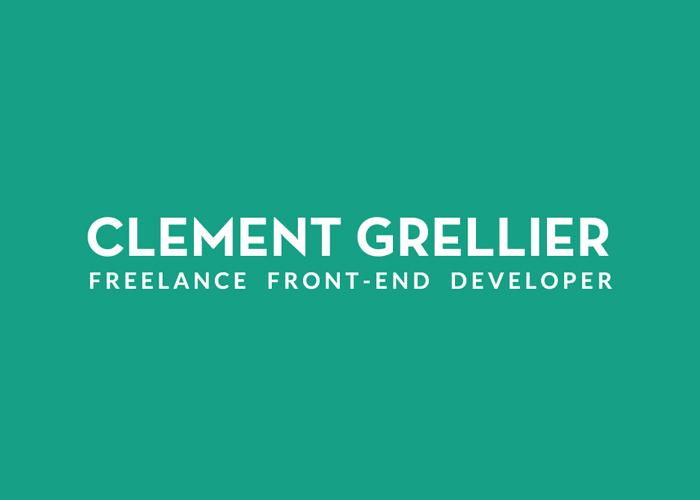 CLEMENT GRELLIER
FREELANCE FRONT-END DEVELOPER